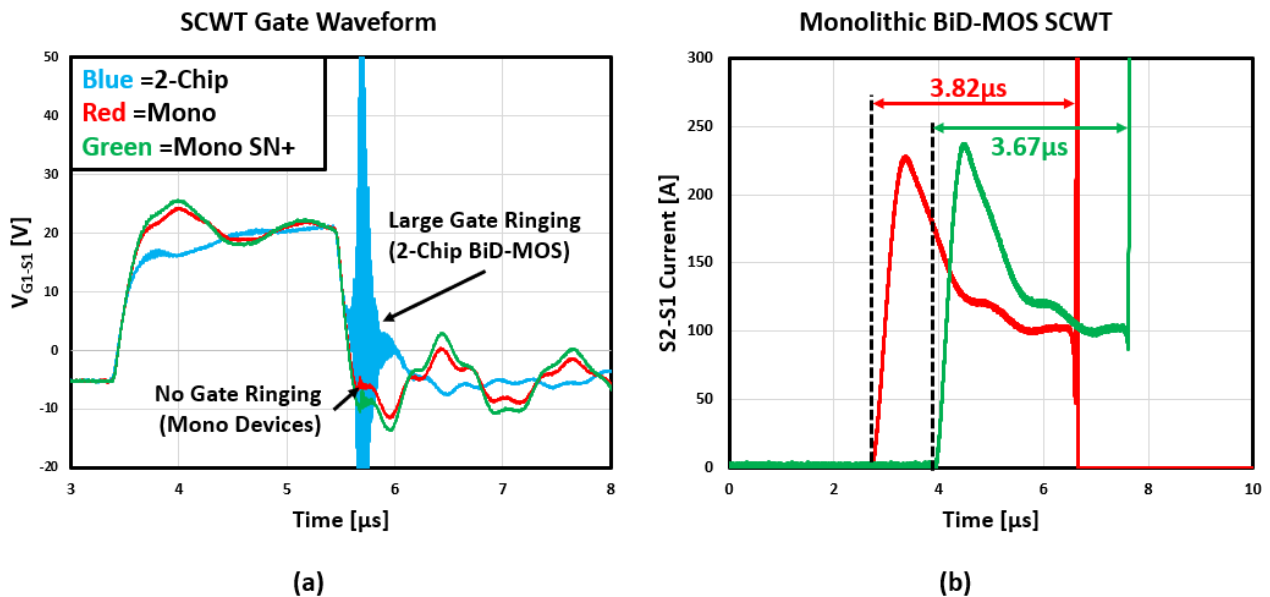 SCWT Gate Waveform
50
40
30
20
10
0
-10
-20
V_G1-S1 [V]
Blue =2-Chip
Red =Mono
Green =Mono SN+
Large Gate Ringing
(2-Chip BiD-MOS)
No Gate Ringing
(Mono Devices)
3 4 5 6 7 8
Time [µs]
(a)
Monolithic BiD-MOS SCWT
300
250
200
150
100
50
0
S2-S1 Current [A]
3.82µs
3.67µs
0 2 4 6 8 10
Time [µs]
(b)